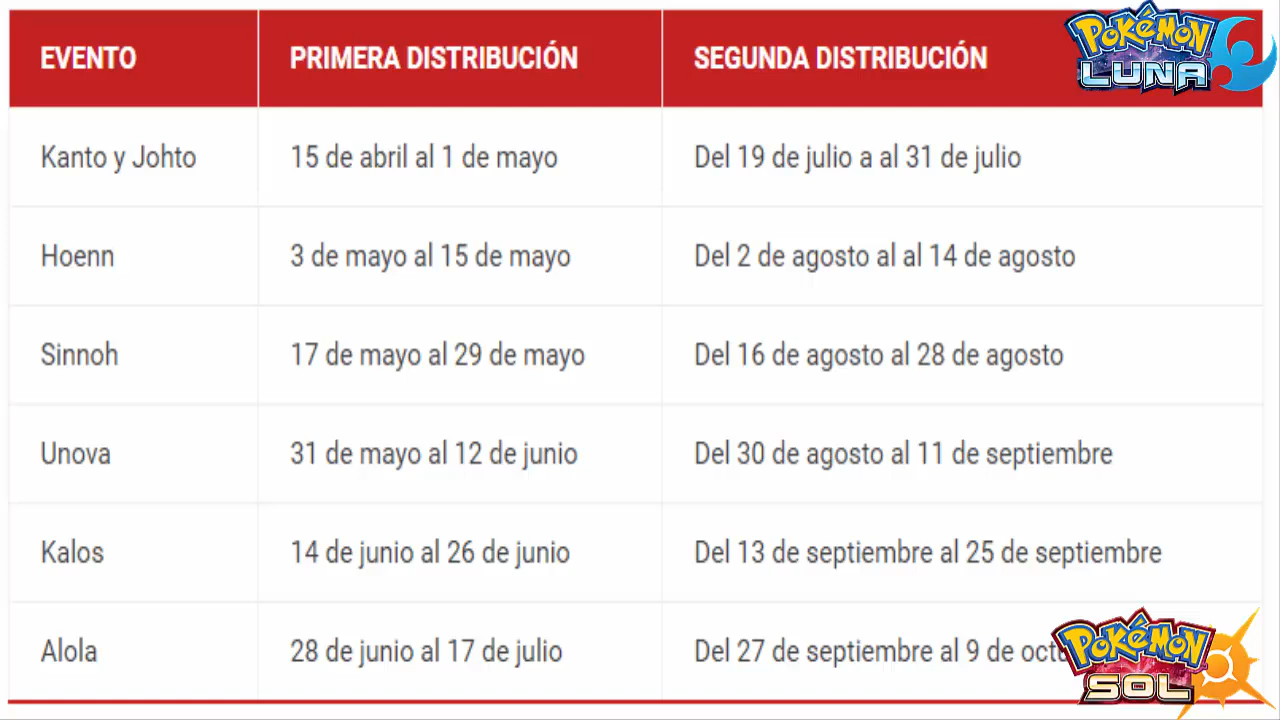 EVENTO PRIMERA DISTRIBUCIÓN SEGUNDA DISTRIBUCIÓN
POKéMON
LUNA
Kanto y Johto 15 de abril al 1 de mayo Del 19 de julio a al 31 de julio
Hoenn 3 de mayo al 15 de mayo Del 2 de agosto al al 14 de agosto
Sinnoh 17 de mayo al 29 de mayo Del 16 de agosto al 28 de agosto
Unova 31 de mayo al 12 de junio Del 30 de agosto al 11 de septiembre
Kalos 14 de junio al 26 de junio Del 13 de septiembre al 25 de septiembre
Alola 28 de junio al 17 de julio Del 27 de septiembre al 9 de
POKéMON
SOL